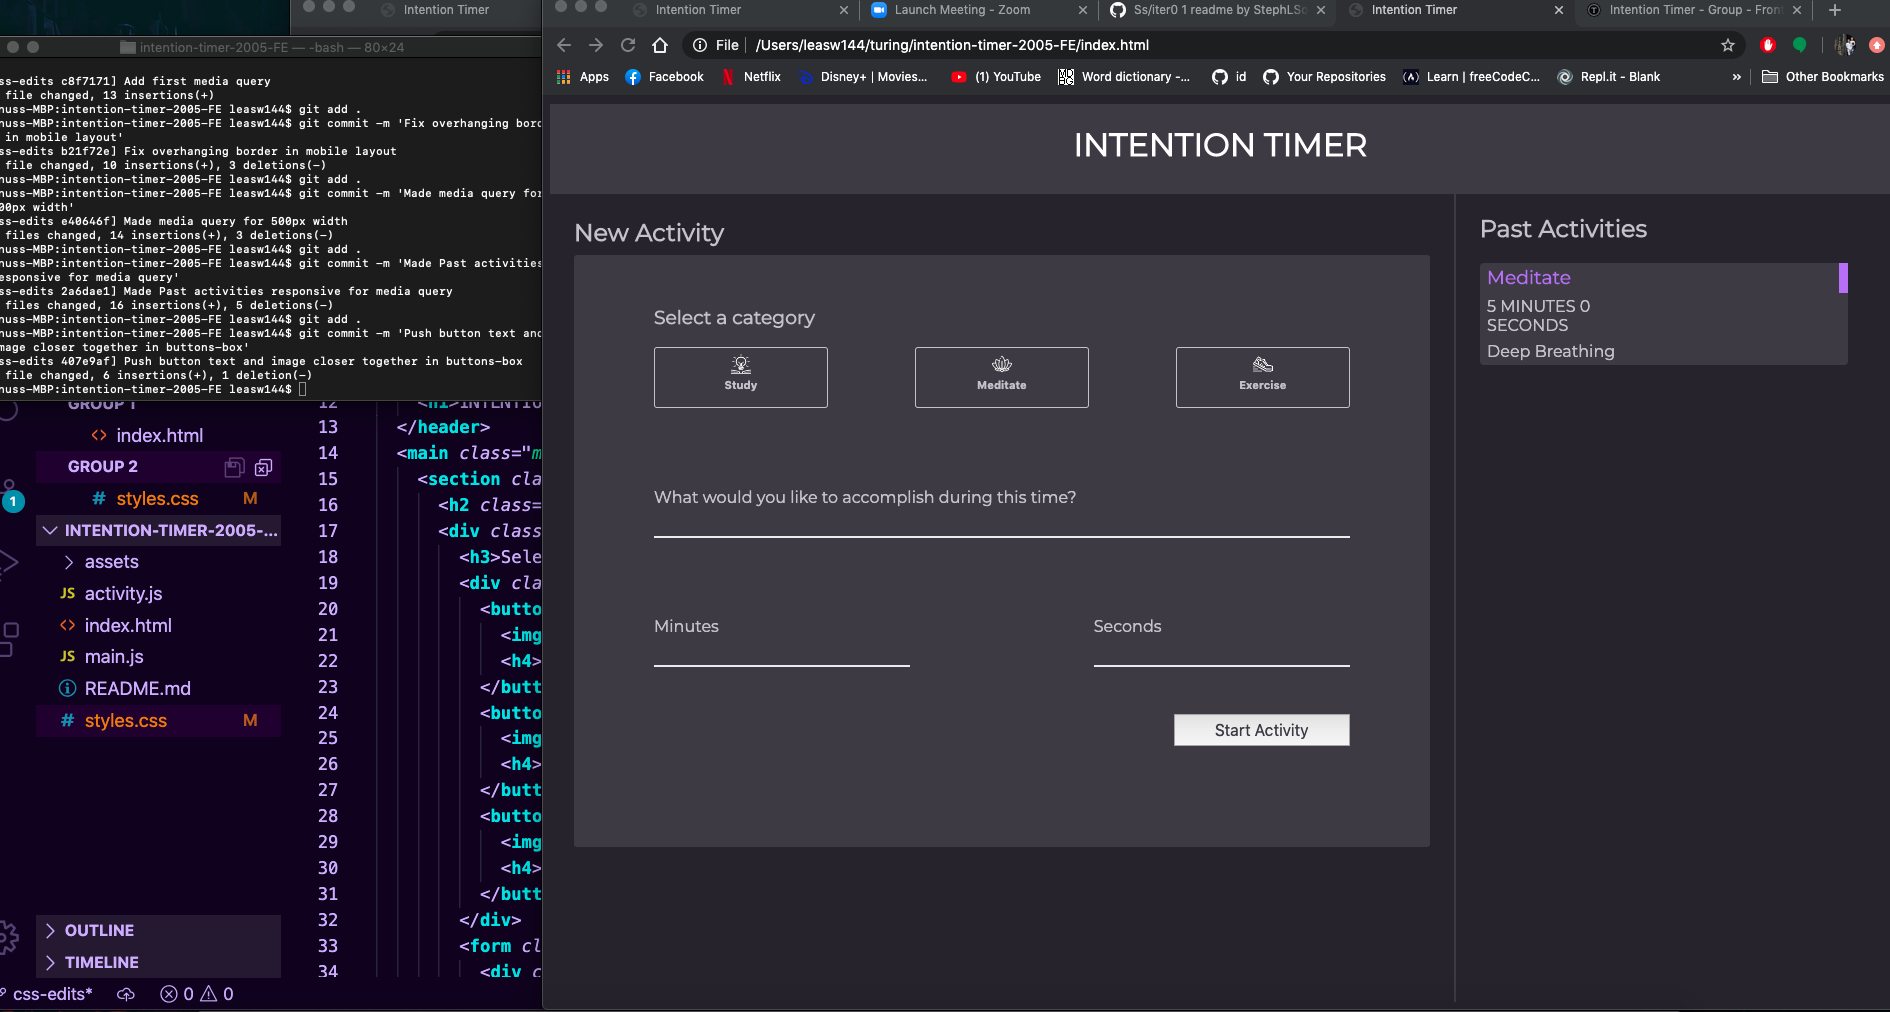 Intention Timer
intention-timer-2005-FE — -bash — 80×24
ss-edits c8f7171] Add first media query
file changed, 13 insertions(+)
nuss-MBP:intention-timer-2005-FE leasw144$ git add .
nuss-MBP:intention-timer-2005-FE leasw144$ git commit -m 'Fix overhanging bord
in mobile layout'
ss-edits b21f72e] Fix overhanging border in mobile layout
file changed, 10 insertions(+), 3 deletions(-)
nuss-MBP:intention-timer-2005-FE leasw144$ git add .
nuss-MBP:intention-timer-2005-FE leasw144$ git commit -m 'Made media query for
00px width'
ss-edits e40646f] Made media query for 500px width
files changed, 14 insertions(+), 3 deletions(-)
nuss-MBP:intention-timer-2005-FE leasw144$ git add .
nuss-MBP:intention-timer-2005-FE leasw144$ git commit -m 'Made Past activities
esponsive for media query'
ss-edits 2a6dae1] Made Past activities responsive for media query
files changed, 16 insertions(+), 5 deletions(-)
nuss-MBP:intention-timer-2005-FE leasw144$ git add .
nuss-MBP:intention-timer-2005-FE leasw144$ git commit -m 'Push button text and
mage closer together in buttons-box'
ss-edits 407e9af] Push button text and image closer together in buttons-box
file changed, 6 insertions(+), 1 deletion(-)
nuss-MBP:intention-timer-2005-FE leasw144$
GROUP 1
index.html
GROUP 2
# styles.css M
1
INTENTION-TIMER-2005-...
assets
JS activity.js
<> index.html
JS main.js
README.md
# styles.css M
OUTLINE
TIMELINE
css-edits* 0 0
12 <h1>INTENTIO
13 </header>
14 <main class="m
15 <section cla
16 <h2 class=
17 <div class
18 <h3>Sele
19 <div cla
20 <butto
21 <img
22 <h4>
23 </butt
24 <butto
25 <img
26 <h4>
27 </butt
28 <butto
29 <img
30 <h4>
31 </butt
32 </div>
33 <form cl
34 <div c
Intention Timer
Launch Meeting - Zoom
Ss/iter0 1 readme by StephLSo
Intention Timer
Intention Timer - Group - Fron
File /Users/leasw144/turing/intention-timer-2005-FE/index.html
Apps Facebook Netflix Disney+ | Movies... (1) YouTube Word dictionary -... id Your Repositories Learn | freeCodeC... Repl.it - Blank » Other Bookmarks
INTENTION TIMER
New Activity
Select a category
Study Meditate Exercise
What would you like to accomplish during this time?
Minutes Seconds
Start Activity
Past Activities
Meditate
5 MINUTES 0
SECONDS
Deep Breathing